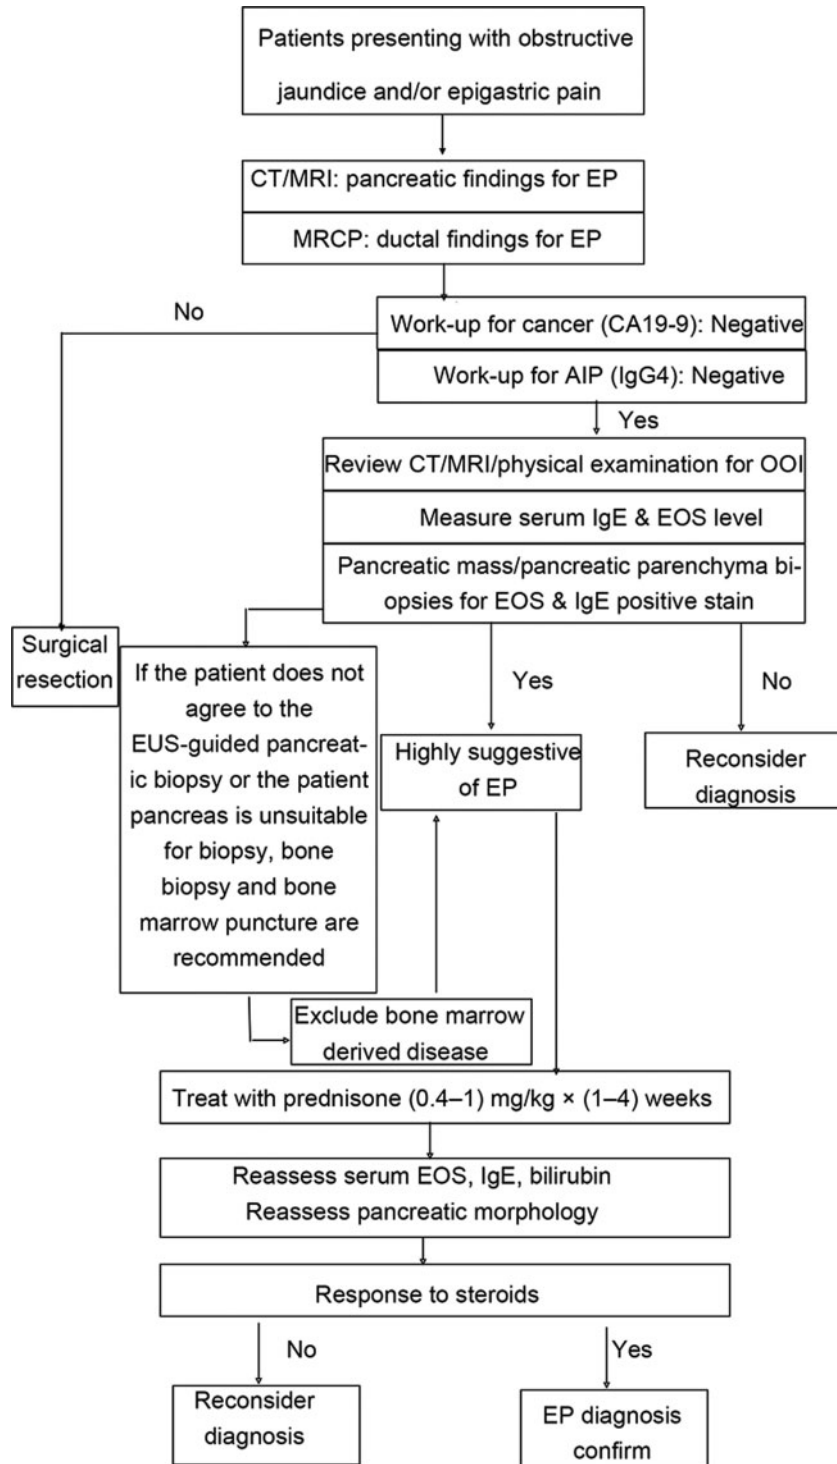 Patients presenting with obstructive
jaundice and/or epigastric pain
CT/MRI: pancreatic findings for EP
MRCP: ductal findings for EP
No
Work-up for cancer (CA19-9): Negative
Work-up for AIP (IgG4): Negative
Yes
Review CT/MRI/physical examination for OOI
Measure serum IgE & EOS level
Pancreatic mass/pancreatic parenchyma bi-
opsies for EOS & IgE positive stain
Surgical
resection
If the patient does not
agree to the
EUS-guided pancreat-
ic biopsy or the patient
pancreas is unsuitable
for biopsy, bone
biopsy and bone
marrow puncture are
recommended
Yes
No
Highly suggestive
of EP
Reconsider
diagnosis
Exclude bone marrow
derived disease
Treat with prednisone (0.4–1) mg/kg × (1–4) weeks
Reassess serum EOS, IgE, bilirubin
Reassess pancreatic morphology
Response to steroids
No
Yes
Reconsider
diagnosis
EP diagnosis
confirm